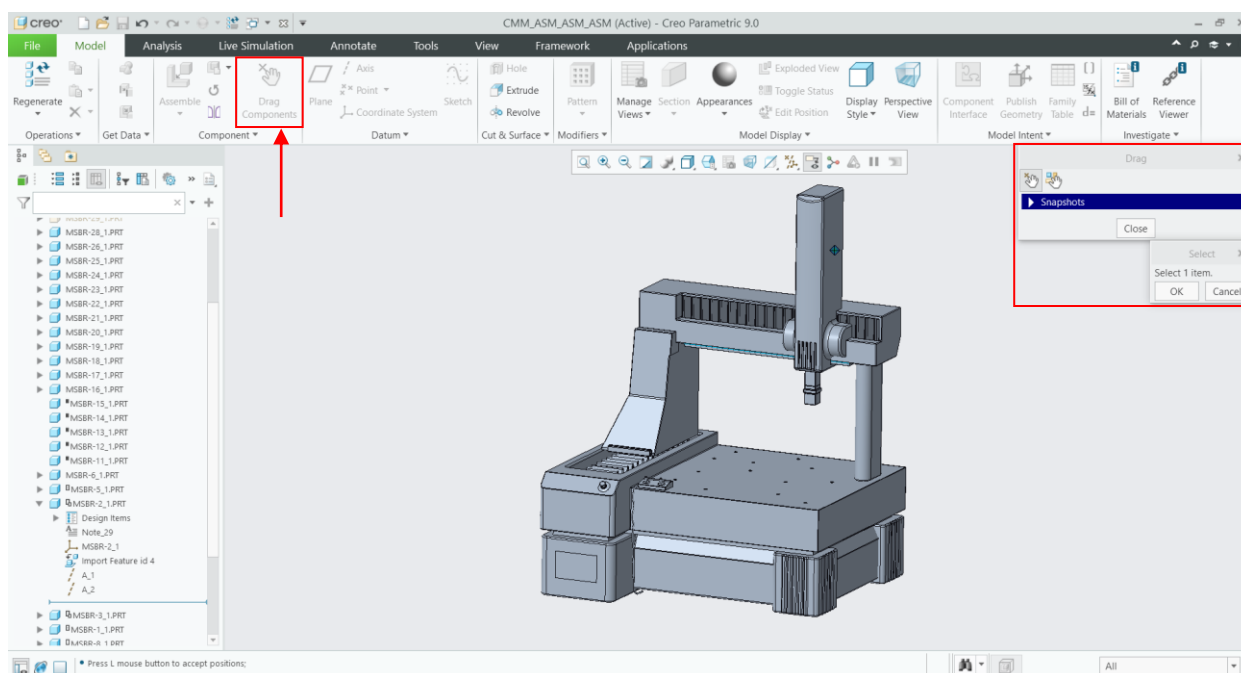 creo·
CMM_ASM_ASM_ASM (Active) - Creo Parametric 9.0
File Model Analysis Live Simulation Annotate Tools View Framework Applications
Regenerate
Operations
Get Data
Assemble
Drag
Components
Component
Plane
Axis
Point
Coordinate System
Sketch
Datum
Hole
Extrude
Revolve
Cut & Surface
Pattern
Modifiers
Manage
Views
Section
Appearances
Exploded View
Toggle Status
Edit Position
Display
Style
Perspective
View
Model Display
Component
Interface
Publish
Geometry
Family
Table
d=
Model Intent
Bill of
Materials
Reference
Viewer
Investigate
MSBR-29_1.PRT
MSBR-28_1.PRT
MSBR-26_1.PRT
MSBR-25_1.PRT
MSBR-24_1.PRT
MSBR-23_1.PRT
MSBR-22_1.PRT
MSBR-21_1.PRT
MSBR-20_1.PRT
MSBR-19_1.PRT
MSBR-18_1.PRT
MSBR-17_1.PRT
MSBR-16_1.PRT
MSBR-15_1.PRT
MSBR-14_1.PRT
MSBR-13_1.PRT
MSBR-12_1.PRT
MSBR-11_1.PRT
MSBR-6_1.PRT
MSBR-5_1.PRT
MSBR-2_1.PRT
Design Items
Note_29
MSBR-2_1
Import Feature id 4
A_1
A_2
MSBR-3_1.PRT
MSBR-1_1.PRT
MSBR-8_1.PRT
Drag
Snapshots
Close
Select
Select 1 item.
OK Cancel
• Press L mouse button to accept positions;
All